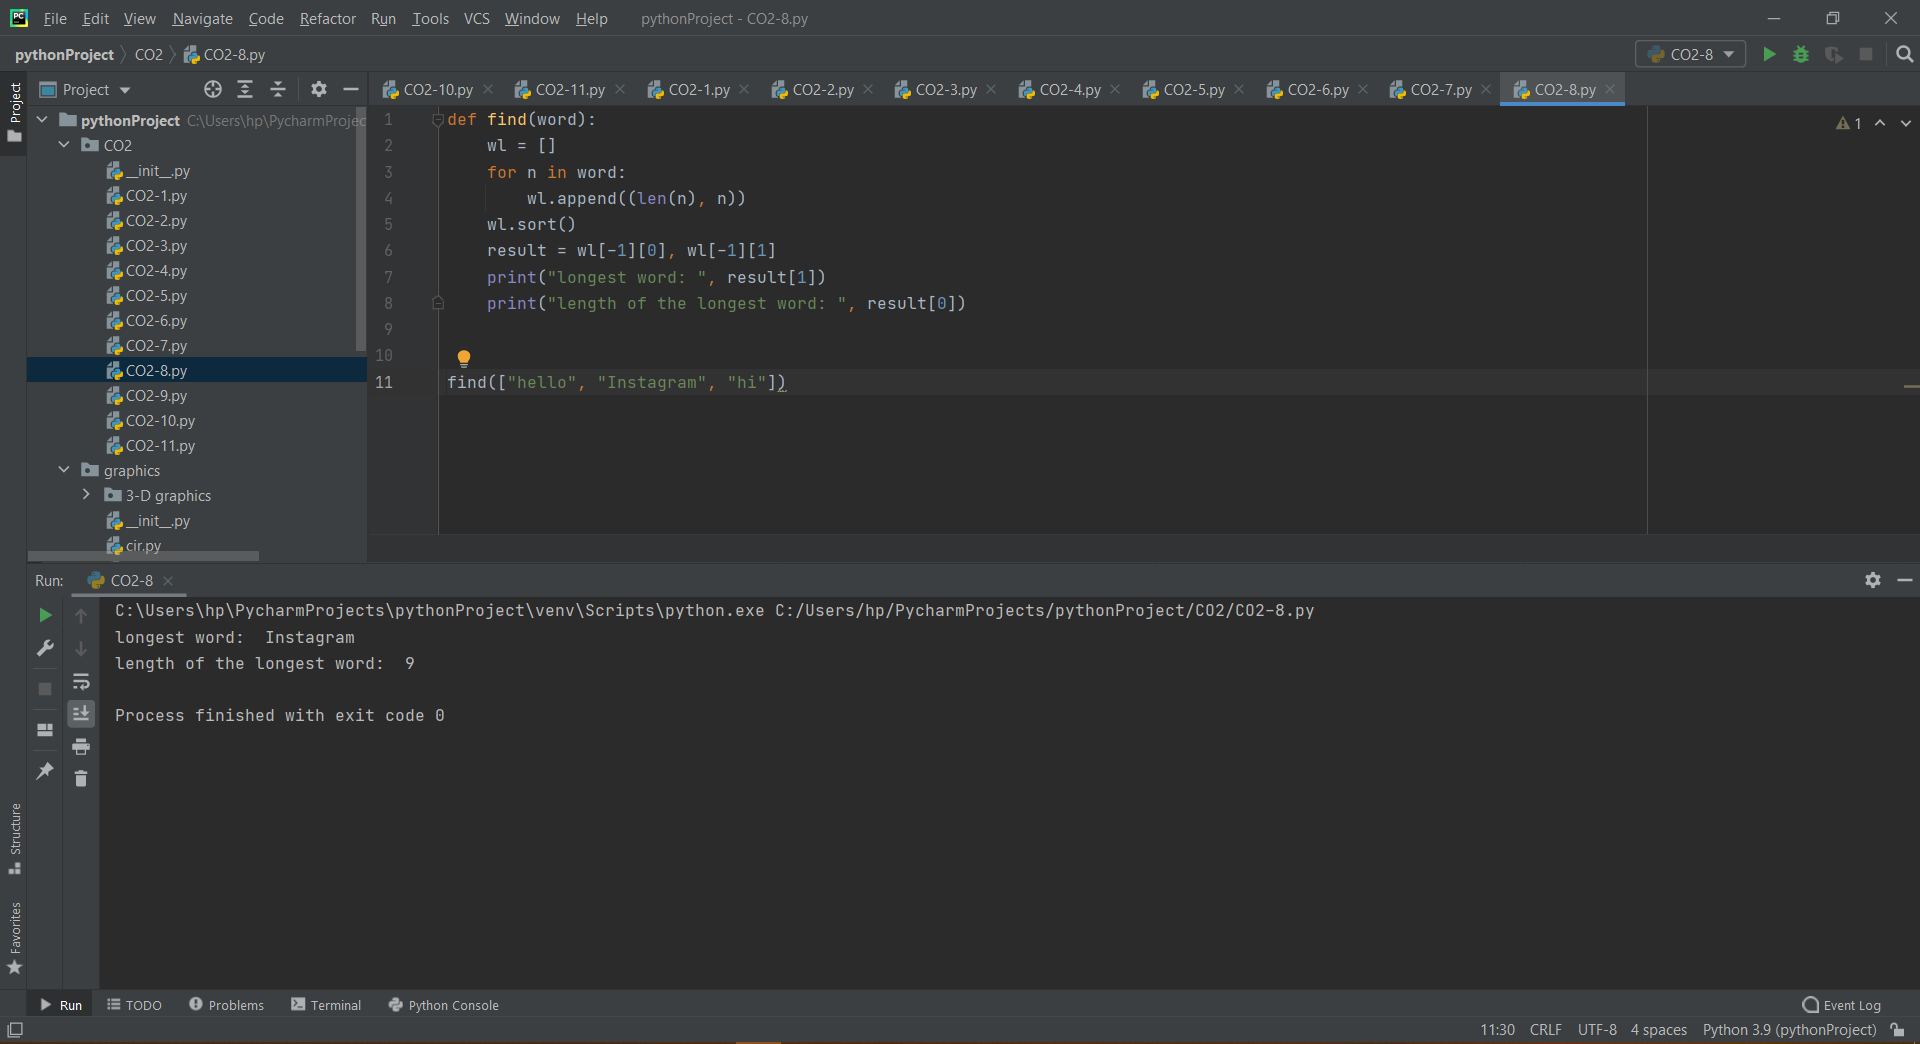 PC File Edit View Navigate Code Refactor Run Tools VCS Window Help pythonProject - CO2-8.py
pythonProject CO2 CO2-8.py CO2-8
Project CO2-10.py CO2-11.py CO2-1.py CO2-2.py CO2-3.py CO2-4.py CO2-5.py CO2-6.py CO2-7.py CO2-8.py
Project
pythonProject C:\Users\hp\PycharmProjec
CO2
__init__.py
CO2-1.py
CO2-2.py
CO2-3.py
CO2-4.py
CO2-5.py
CO2-6.py
CO2-7.py
CO2-8.py
CO2-9.py
CO2-10.py
CO2-11.py
graphics
3-D graphics
__init__.py
cir.py
1 def find(word):
2     wl = []
3     for n in word:
4         wl.append((len(n), n))
5     wl.sort()
6     result = wl[-1][0], wl[-1][1]
7     print("longest word: ", result[1])
8     print("length of the longest word: ", result[0])
9
10
11 find(["hello", "Instagram", "hi"])
1
Run: CO2-8
C:\Users\hp\PycharmProjects\pythonProject\venv\Scripts\python.exe C:/Users/hp/PycharmProjects/pythonProject/CO2/CO2-8.py
longest word:  Instagram
length of the longest word:  9
Process finished with exit code 0
Structure
Favorites
Run TODO Problems Terminal Python Console Event Log
11:30 CRLF UTF-8 4 spaces Python 3.9 (pythonProject)